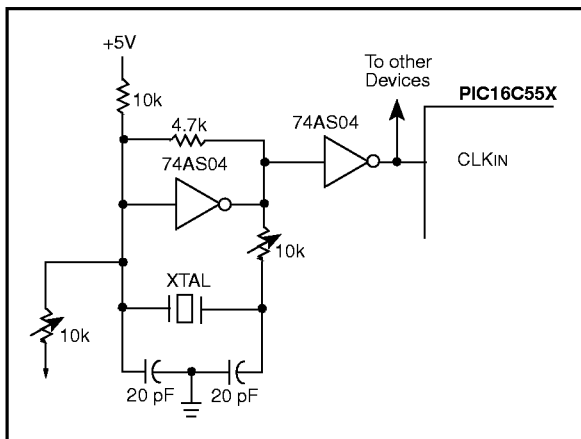 +5V
To other
Devices
PIC16C55X
10k
4.7k
74AS04
74AS04
CLKIN
10k
XTAL
10k
20 pF
20 pF